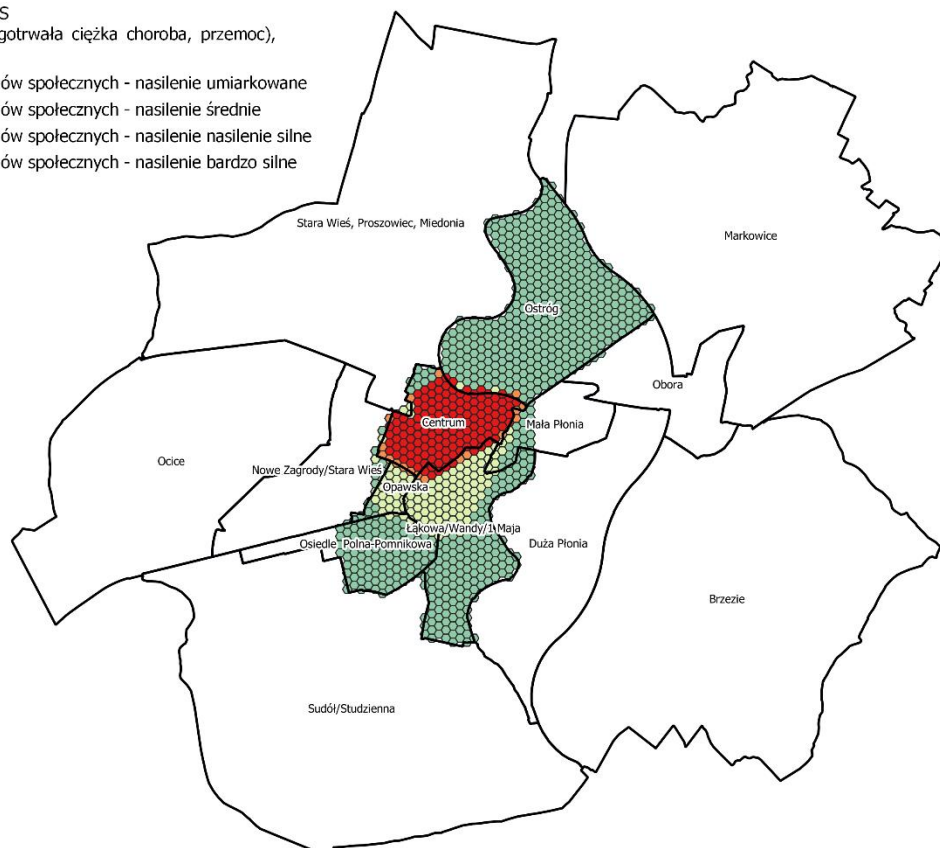 S
gotrwała ciężka choroba, przemoc),
ów społecznych - nasilenie umiarkowane
ów społecznych - nasilenie średnie
ów społecznych - nasilenie nasilenie silne
ów społecznych - nasilenie bardzo silne
Stara Wieś, Proszowiec, Miedonia
Markowice
Ostróg
Obora
Centrum
Mała Płonia
Ocice
Nowe Zagrody/Stara Wieś
Opawska
Łąkowa/Wandy/1 Maja
Osiedle Polna-Pomnikowa
Duża Płonia
Brzezie
Sudół/Studzienna